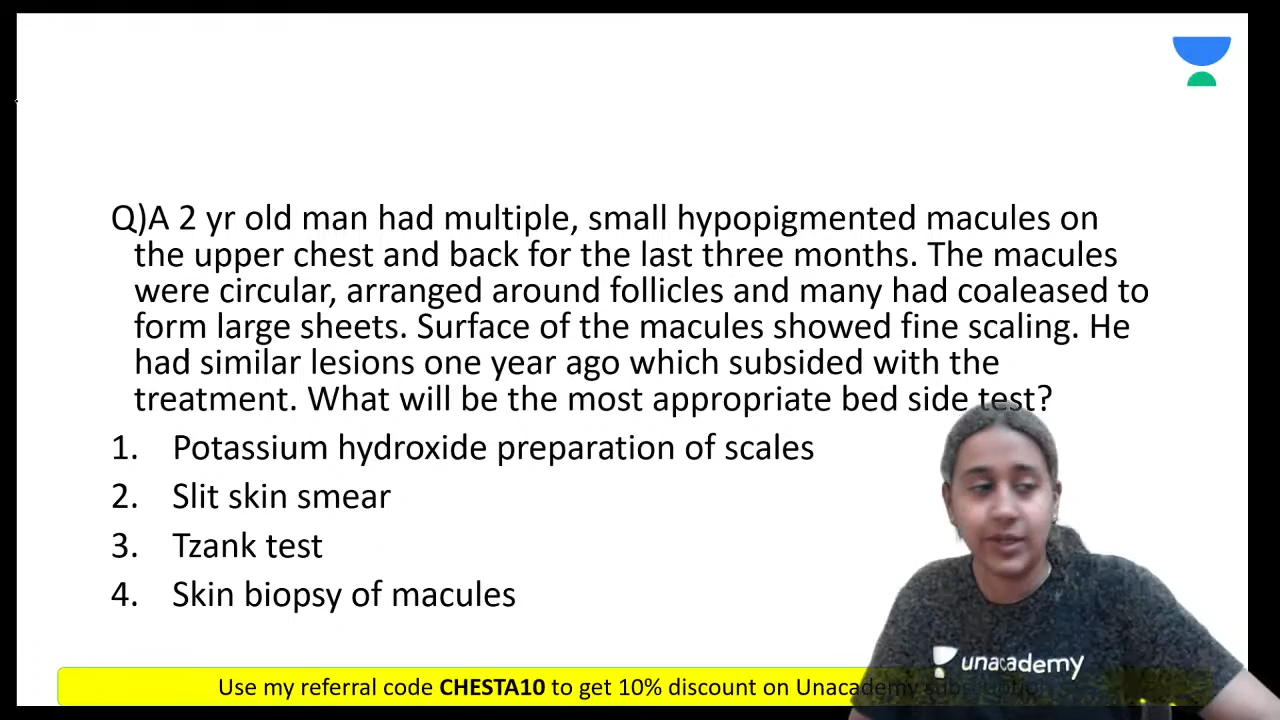 Q)A 2 yr old man had multiple, small hypopigmented macules on
the upper chest and back for the last three months. The macules
were circular, arranged around follicles and many had coaleased to
form large sheets. Surface of the macules showed fine scaling. He
had similar lesions one year ago which subsided with the
treatment. What will be the most appropriate bed side test?
1. Potassium hydroxide preparation of scales
2. Slit skin smear
3. Tzank test
4. Skin biopsy of macules
unacademy
Use my referral code CHESTA10 to get 10% discount on Unacademy